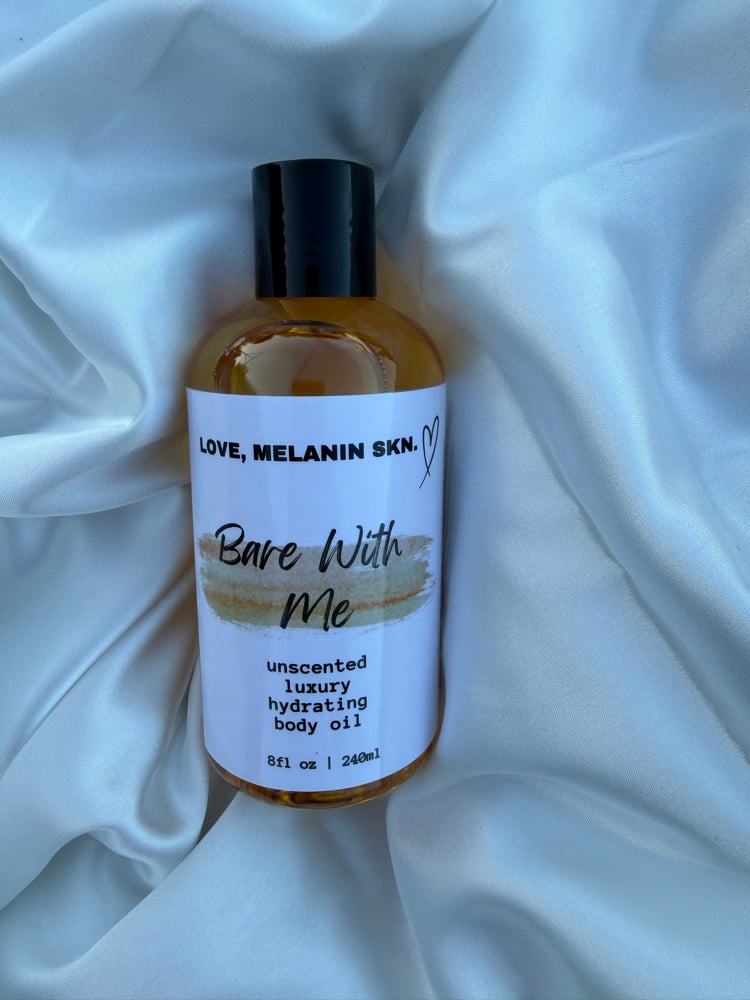 LOVE, MELANIN SKN.
Bare With
Me
unscented
luxury
hydrating
body oil
8fl oz | 240ml